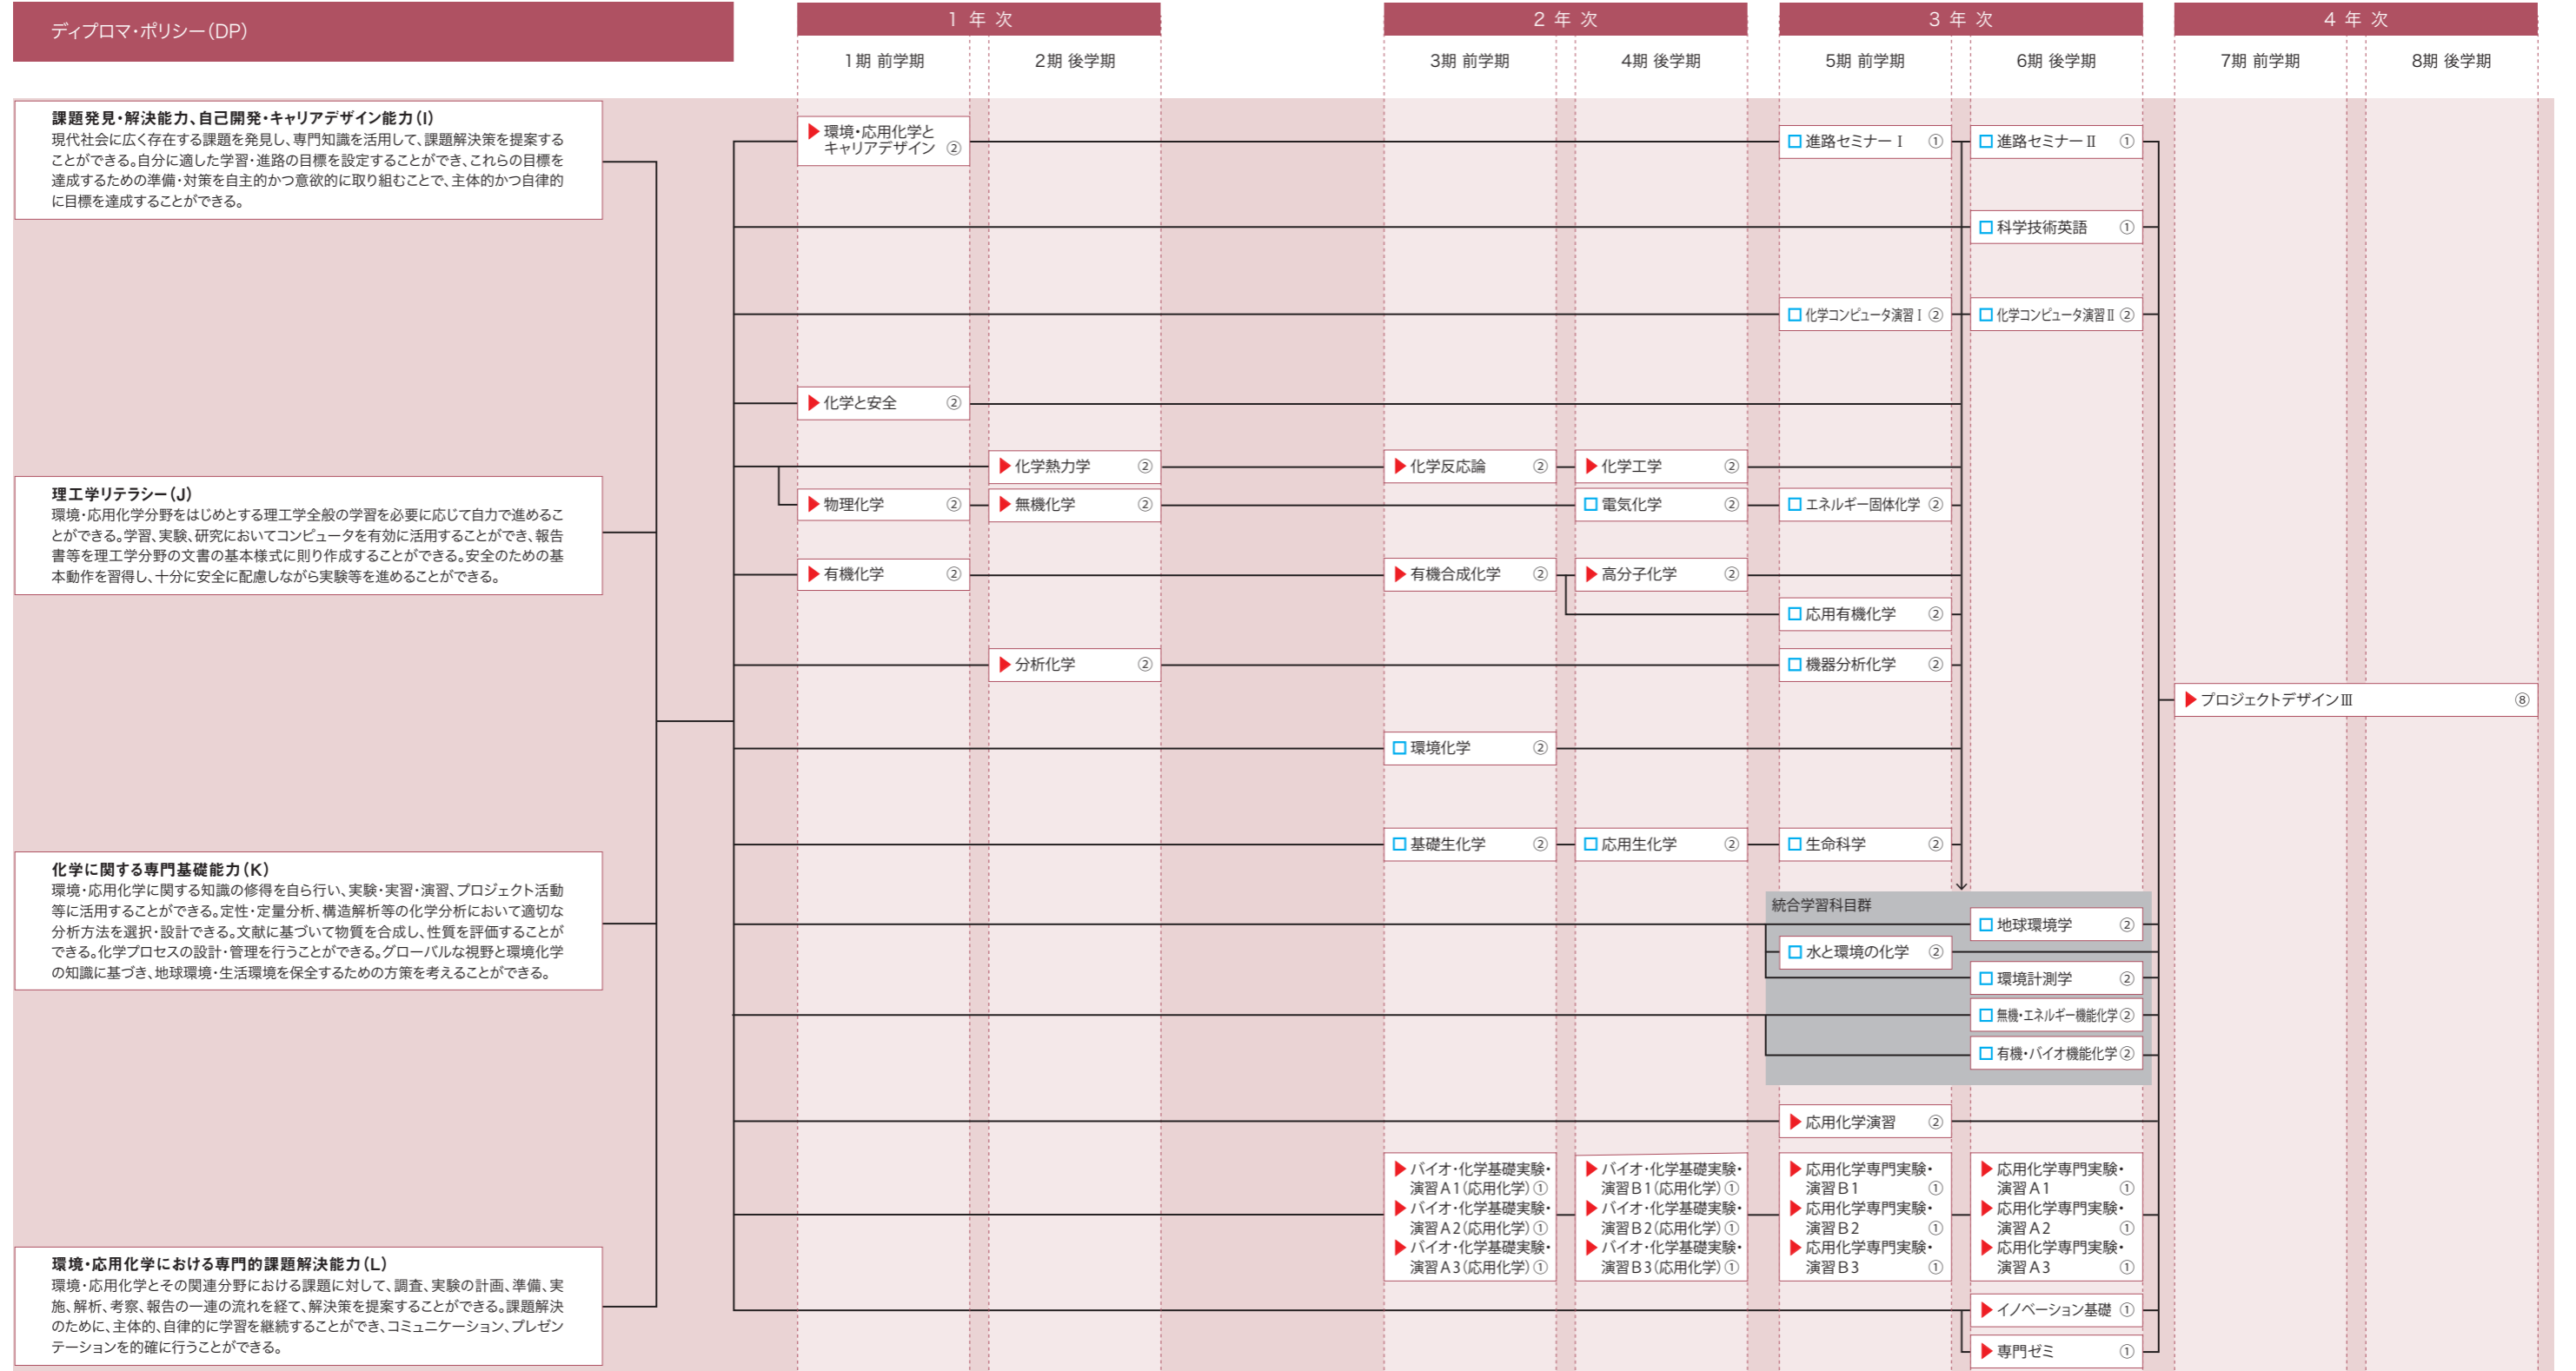 ディプロマ・ポリシー(DP)
1 年 次
2 年 次
3 年 次
4 年 次
1期 前学期
2期 後学期
3期 前学期
4期 後学期
5期 前学期
6期 後学期
7期 前学期
8期 後学期
課題発見・解決能力、自己開発・キャリアデザイン能力(I)
現代社会に広く存在する課題を発見し、専門知識を活用して、課題解決策を提案する
ことができる。自分に適した学習・進路の目標を設定することができ、これらの目標を
達成するための準備・対策を自主的かつ意欲的に取り組むことで、主体的かつ自律的
に目標を達成することができる。
理工学リテラシー(J)
環境・応用化学分野をはじめとする理工学全般の学習を必要に応じて自力で進めるこ
とができる。学習、実験、研究においてコンピュータを有効に活用することができ、報告
書等を理工学分野の文書の基本様式に則り作成することができる。安全のための基
本動作を習得し、十分に安全に配慮しながら実験等を進めることができる。
化学に関する専門基礎能力(K)
環境・応用化学に関する知識の修得を自ら行い、実験・実習・演習、プロジェクト活動
等に活用することができる。定性・定量分析、構造解析等の化学分析において適切な
分析方法を選択・設計できる。文献に基づいて物質を合成し、性質を評価することが
できる。化学プロセスの設計・管理を行うことができる。グローバルな視野と環境化学
の知識に基づき、地球環境・生活環境を保全するための方策を考えることができる。
環境・応用化学における専門的課題解決能力(L)
環境・応用化学とその関連分野における課題に対して、調査、実験の計画、準備、実
施、解析、考察、報告の一連の流れを経て、解決策を提案することができる。課題解決
のために、主体的、自律的に学習を継続することができ、コミュニケーション、プレゼン
テーションを的確に行うことができる。
環境・応用化学と
キャリアデザイン ②
進路セミナーⅠ ①
進路セミナーⅡ ①
科学技術英語 ①
化学コンピュータ演習Ⅰ ②
化学コンピュータ演習Ⅱ ②
化学と安全 ②
化学熱力学 ②
化学反応論 ②
化学工学 ②
物理化学 ②
無機化学 ②
電気化学 ②
エネルギー固体化学 ②
有機化学 ②
有機合成化学 ②
高分子化学 ②
応用有機化学 ②
分析化学 ②
機器分析化学 ②
プロジェクトデザインⅢ ⑧
環境化学 ②
基礎生化学 ②
応用生化学 ②
生命科学 ②
統合学習科目群
地球環境学 ②
水と環境の化学 ②
環境計測学 ②
無機・エネルギー機能化学 ②
有機・バイオ機能化学 ②
応用化学演習 ②
バイオ・化学基礎実験・
演習A1(応用化学) ①
バイオ・化学基礎実験・
演習A2(応用化学) ①
バイオ・化学基礎実験・
演習A3(応用化学) ①
バイオ・化学基礎実験・
演習B1(応用化学) ①
バイオ・化学基礎実験・
演習B2(応用化学) ①
バイオ・化学基礎実験・
演習B3(応用化学) ①
応用化学専門実験・
演習B1 ①
応用化学専門実験・
演習B2 ①
応用化学専門実験・
演習B3 ①
応用化学専門実験・
演習A1 ①
応用化学専門実験・
演習A2 ①
応用化学専門実験・
演習A3 ①
イノベーション基礎 ①
専門ゼミ ①